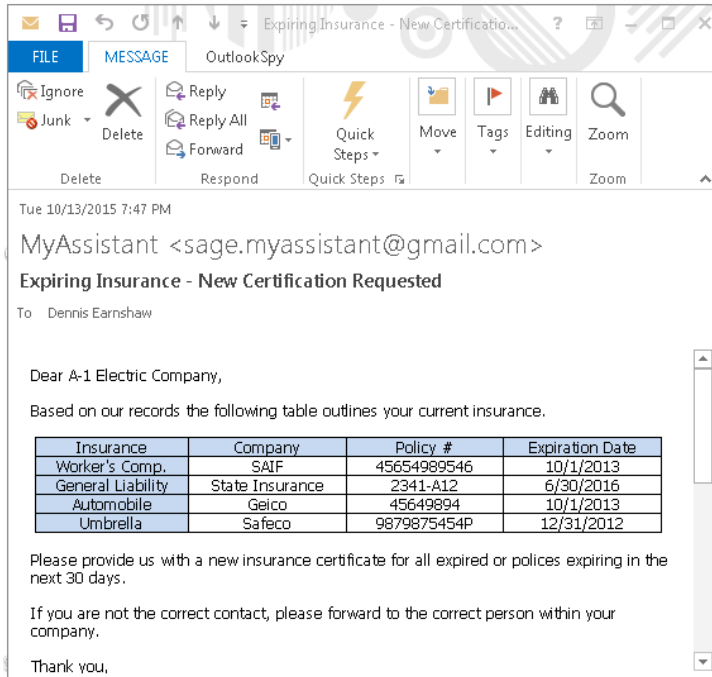 Expiring Insurance - New Certificatio... ?
FILE MESSAGE OutlookSpy
Ignore
Junk
Delete
Reply
Reply All
Forward
Quick Steps
Move
Tags
Editing
Zoom
Delete Respond Quick Steps Zoom
Tue 10/13/2015 7:47 PM
MyAssistant <sage.myassistant@gmail.com>
Expiring Insurance - New Certification Requested
To Dennis Earnshaw
Dear A-1 Electric Company,
Based on our records the following table outlines your current insurance.
Insurance Company Policy # Expiration Date
Worker's Comp. SAIF 45654989546 10/1/2013
General Liability State Insurance 2341-A12 6/30/2016
Automobile Geico 45649894 10/1/2013
Umbrella Safeco 9879875454P 12/31/2012
Please provide us with a new insurance certificate for all expired or polices expiring in the
next 30 days.
If you are not the correct contact, please forward to the correct person within your
company.
Thank you,